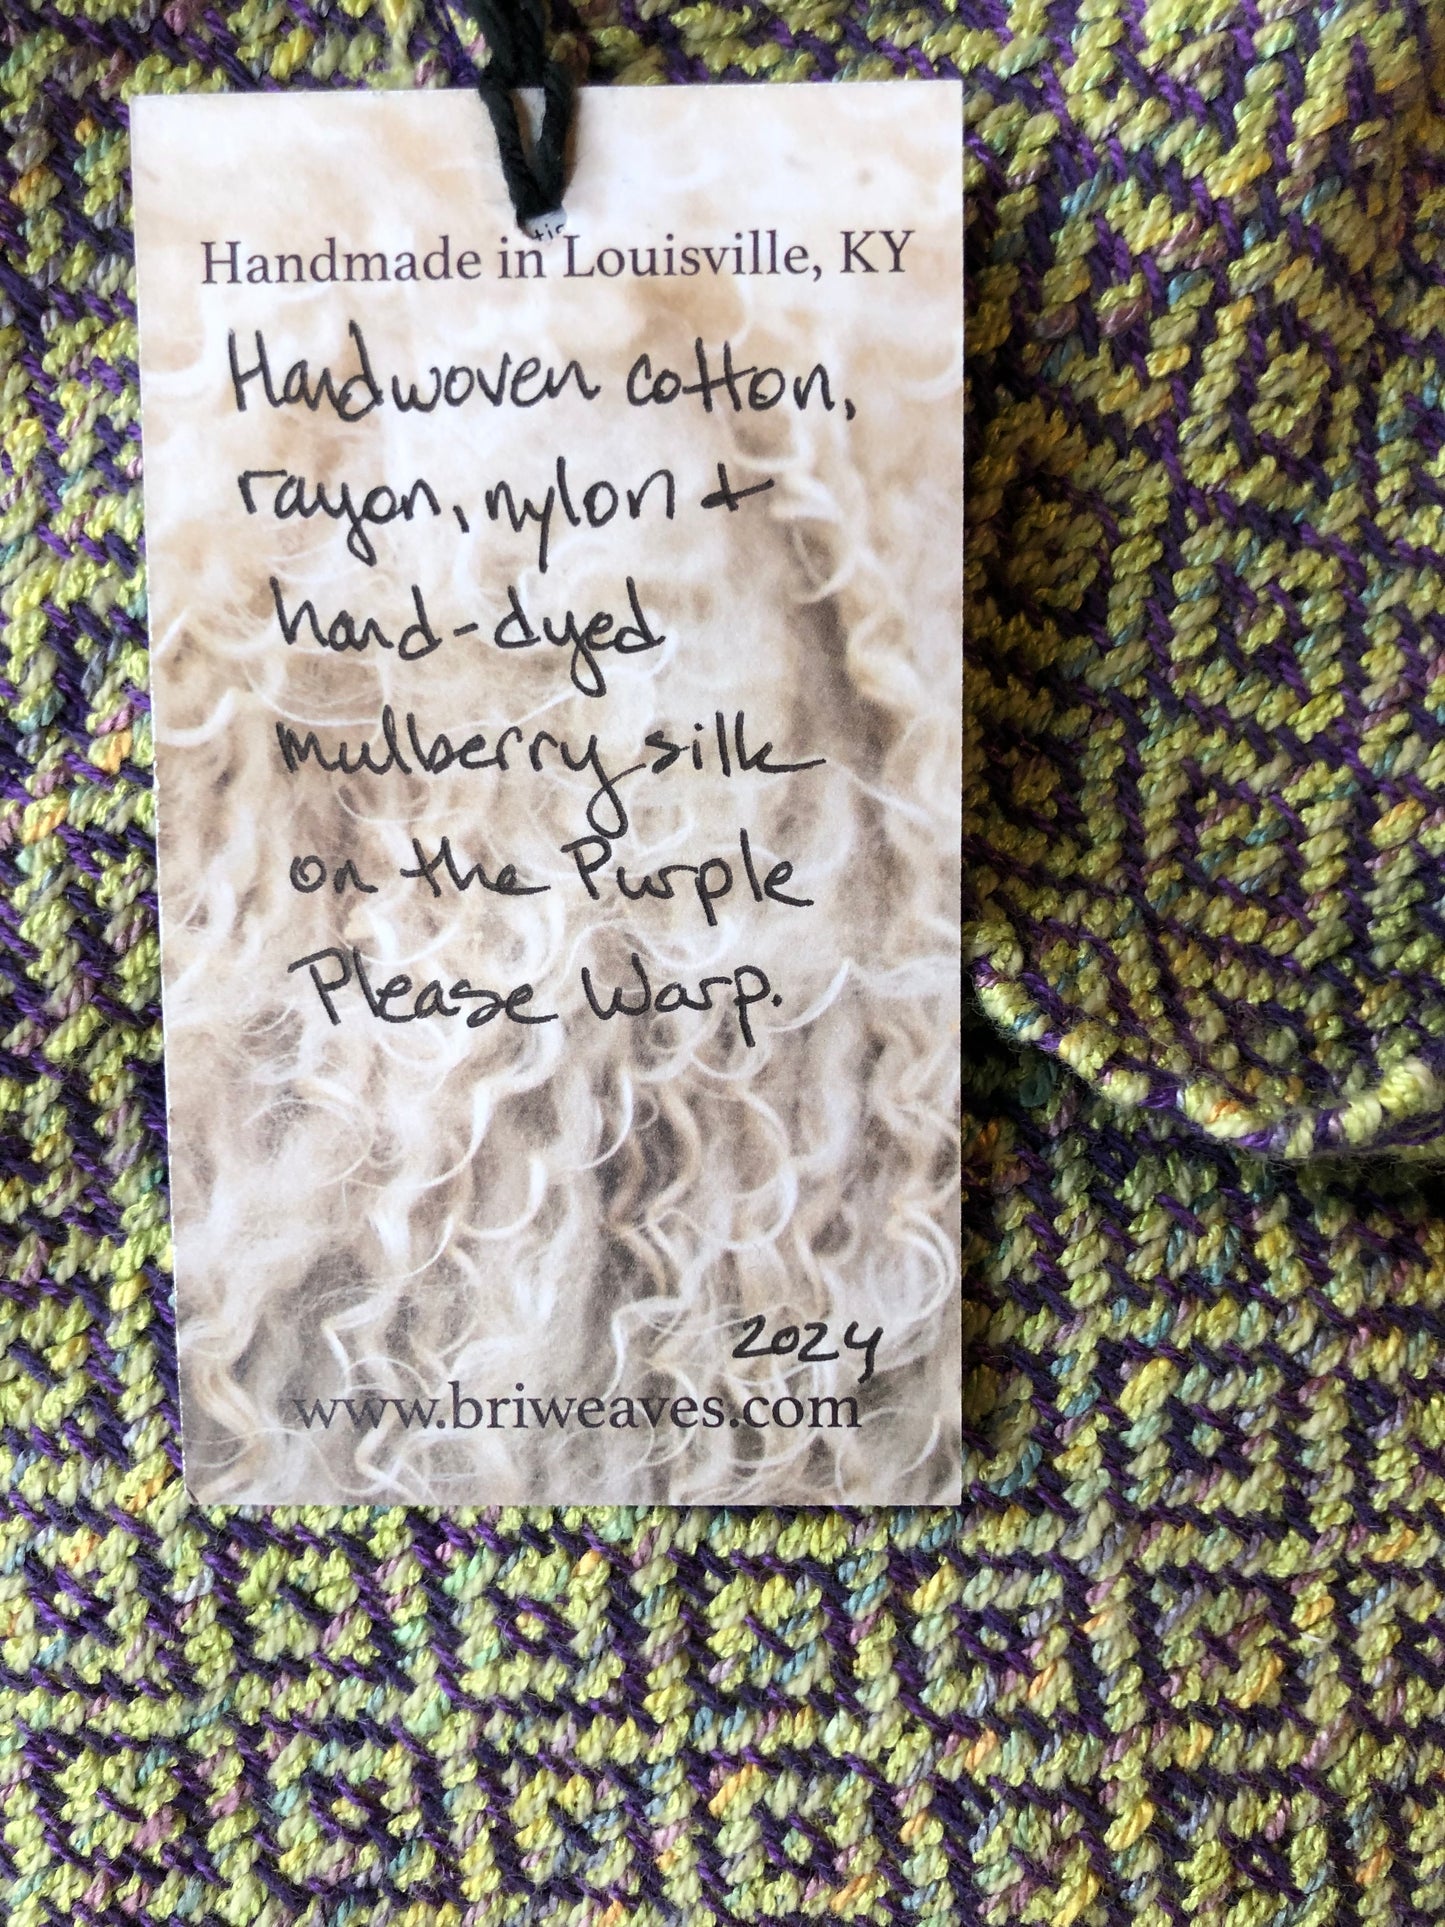 Handmade in Louisville, KY
Handwoven cotton,
rayon, nylon +
hand-dyed
mulberry silk
on the Purple
Please Warp.
2024
www.briweaves.com